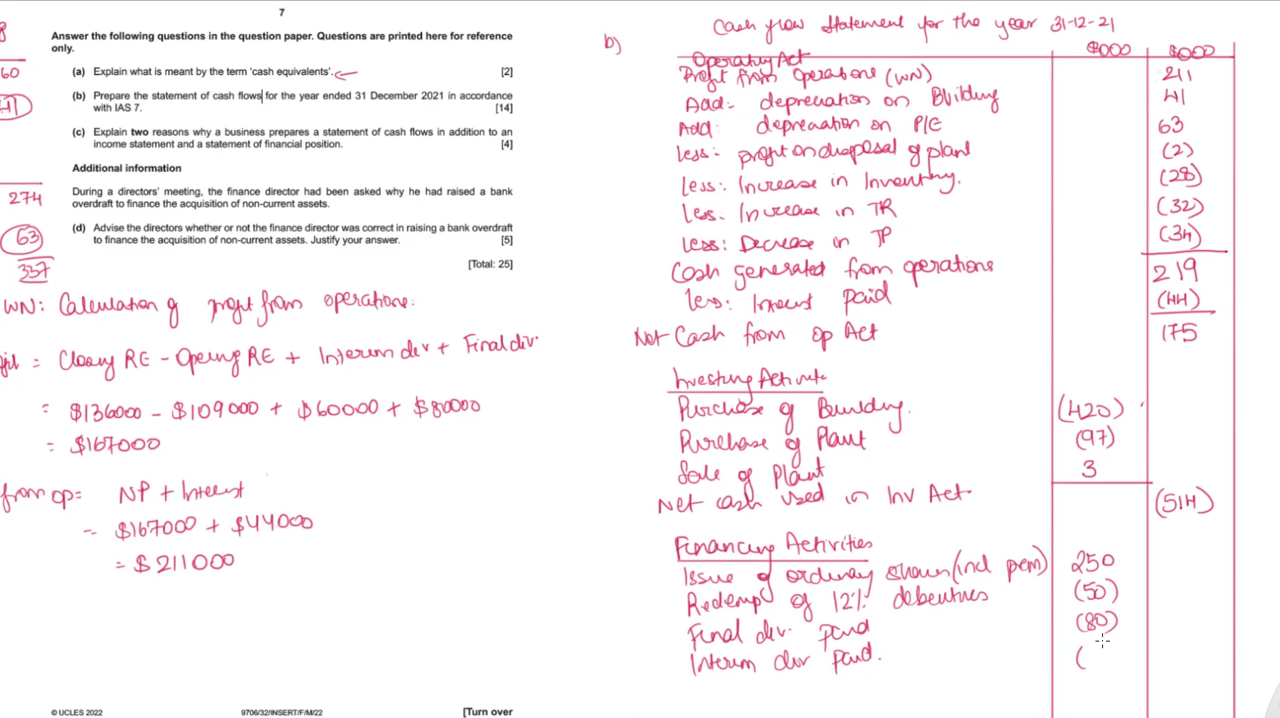 7
Answer the following questions in the question paper. Questions are printed here for reference
only.
(a) Explain what is meant by the term 'cash equivalents'. [2]
(b) Prepare the statement of cash flows for the year ended 31 December 2021 in accordance
with IAS 7. [14]
(c) Explain two reasons why a business prepares a statement of cash flows in addition to an
income statement and a statement of financial position. [4]
Additional information
During a directors' meeting, the finance director had been asked why he had raised a bank
overdraft to finance the acquisition of non-current assets.
(d) Advise the directors whether or not the finance director was correct in raising a bank overdraft
to finance the acquisition of non-current assets. Justify your answer. [5]
[Total: 25]
60
41
274
63
337
WN: Calculation of profit from operations:
= Closing RE - Opening RE + Interim div + Final div.
= $136000 - $109000 + $60000 + $80000
= $167000
from op = NP + Interest
= $167000 + $44000
= $211000
© UCLES 2022 9706/32/INSERT/F/M/22 [Turn over
b) Cash flow Statement for the year 31-12-21
$000 $000
Operating Act
Profit from Operations (WN) 211
Add: depreciation on Building 41
Add: depreciation on P/E 63
less: profit on disposal of plant (2)
less: Increase in Inventory. (28)
less. Increase in TR (32)
less: Decrease in TP (34)
Cash generated from operations 219
less: Interest paid (44)
Net Cash from op Act 175
Investing Activite
Purchase of Building. (420)
Purchase of Plant (97)
Sale of Plant 3
Net cash used in Inv Act. (514)
Financing Activities
Issue of ordinary shares (incl prem) 250
Redemp of 12% debentures (50)
Final div. paid (80)
Interim div paid. (